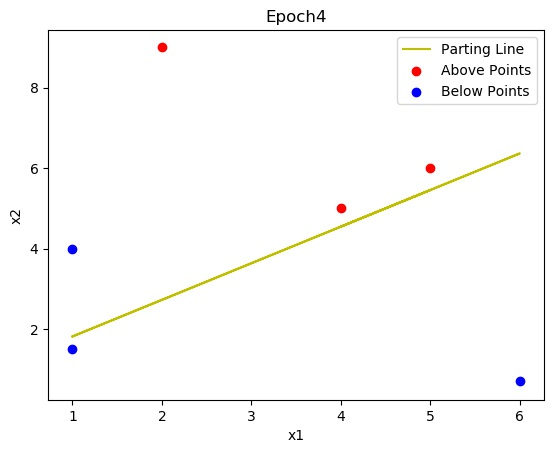 Epoch4
Parting Line
Above Points
Below Points
8
6
4
2
x2
1 2 3 4 5 6
x1